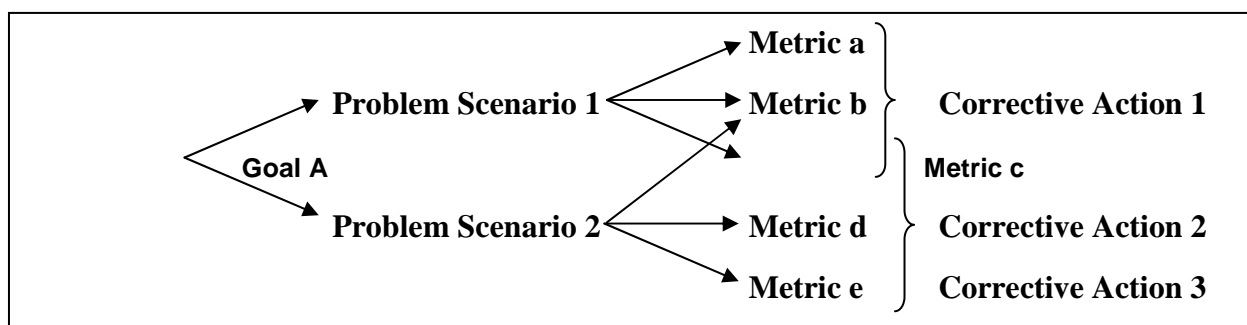 Metric a
Problem Scenario 1 Metric b Corrective Action 1
Goal A Metric c
Problem Scenario 2 Metric d Corrective Action 2
Metric e Corrective Action 3